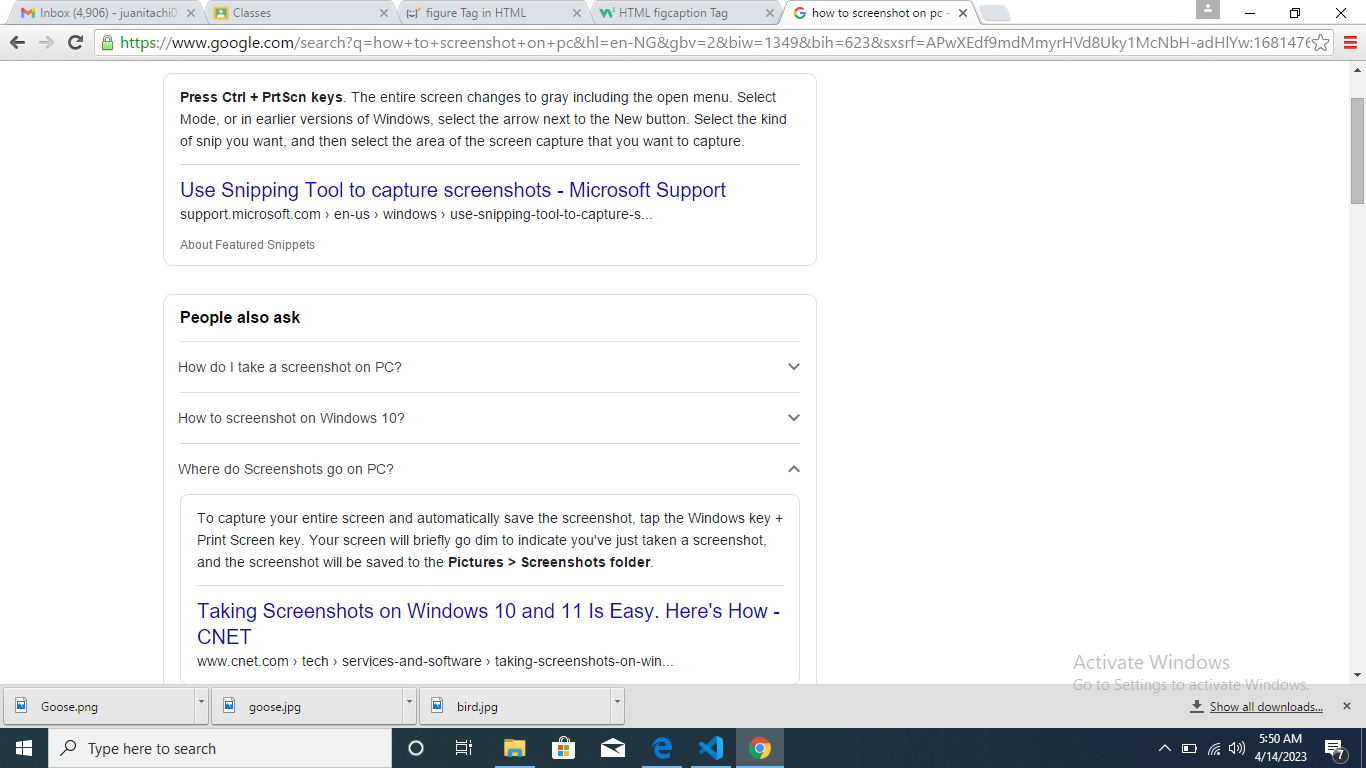 Inbox (4,906) - juanitachi0
Classes
figure Tag in HTML
HTML figcaption Tag
how to screenshot on pc -
https://www.google.com/search?q=how+to+screenshot+on+pc&hl=en-NG&gbv=2&biw=1349&bih=623&sxsrf=APwXEdf9mdMmyrHVd8Uky1McNbH-adHlYw:1681476
Press Ctrl + PrtScn keys. The entire screen changes to gray including the open menu. Select
Mode, or in earlier versions of Windows, select the arrow next to the New button. Select the kind
of snip you want, and then select the area of the screen capture that you want to capture.
Use Snipping Tool to capture screenshots - Microsoft Support
support.microsoft.com › en-us › windows › use-snipping-tool-to-capture-s...
About Featured Snippets
People also ask
How do I take a screenshot on PC?
How to screenshot on Windows 10?
Where do Screenshots go on PC?
To capture your entire screen and automatically save the screenshot, tap the Windows key +
Print Screen key. Your screen will briefly go dim to indicate you've just taken a screenshot,
and the screenshot will be saved to the Pictures > Screenshots folder.
Taking Screenshots on Windows 10 and 11 Is Easy. Here's How -
CNET
www.cnet.com › tech › services-and-software › taking-screenshots-on-win...
Activate Windows
Go to Settings to activate Windows.
Goose.png
goose.jpg
bird.jpg
Show all downloads...
Type here to search
5:50 AM
4/14/2023
7